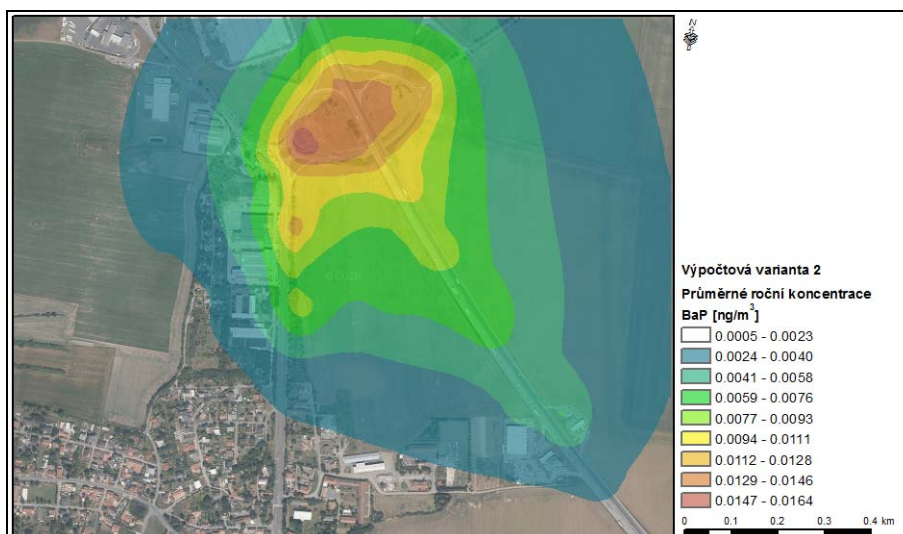 N
Výpočtová varianta 2
Průměrné roční koncentrace
BaP [ng/m³]
0.0005 - 0.0023
0.0024 - 0.0040
0.0041 - 0.0058
0.0059 - 0.0076
0.0077 - 0.0093
0.0094 - 0.0111
0.0112 - 0.0128
0.0129 - 0.0146
0.0147 - 0.0164
0 0.1 0.2 0.3 0.4 km